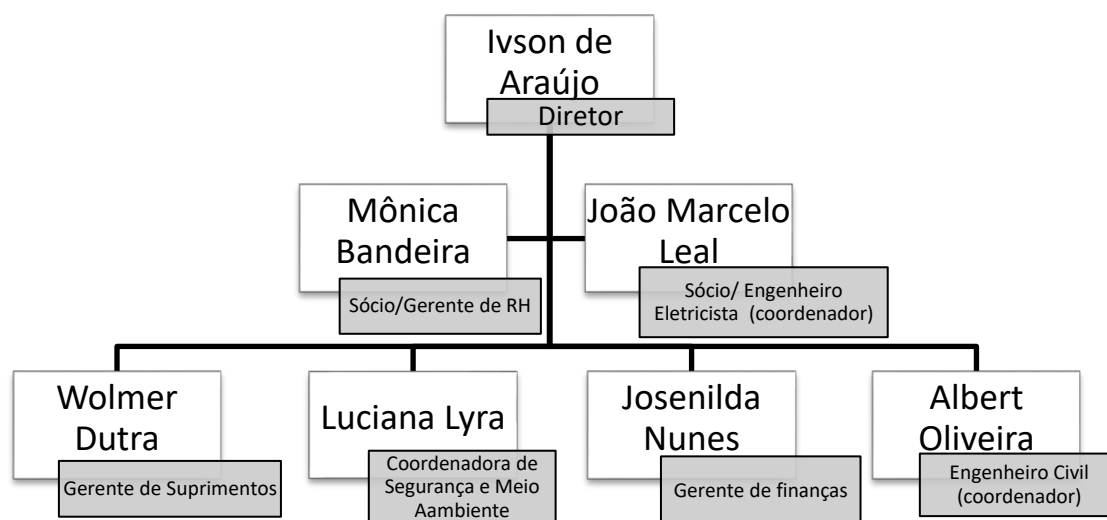 Ivson de
Araújo
Diretor
Mônica
Bandeira
Sócio/Gerente de RH
João Marcelo
Leal
Sócio/ Engenheiro
Eletricista (coordenador)
Wolmer
Dutra
Gerente de Suprimentos
Luciana Lyra
Coordenadora de
Segurança e Meio
Aambiente
Josenilda
Nunes
Gerente de finanças
Albert
Oliveira
Engenheiro Civil
(coordenador)